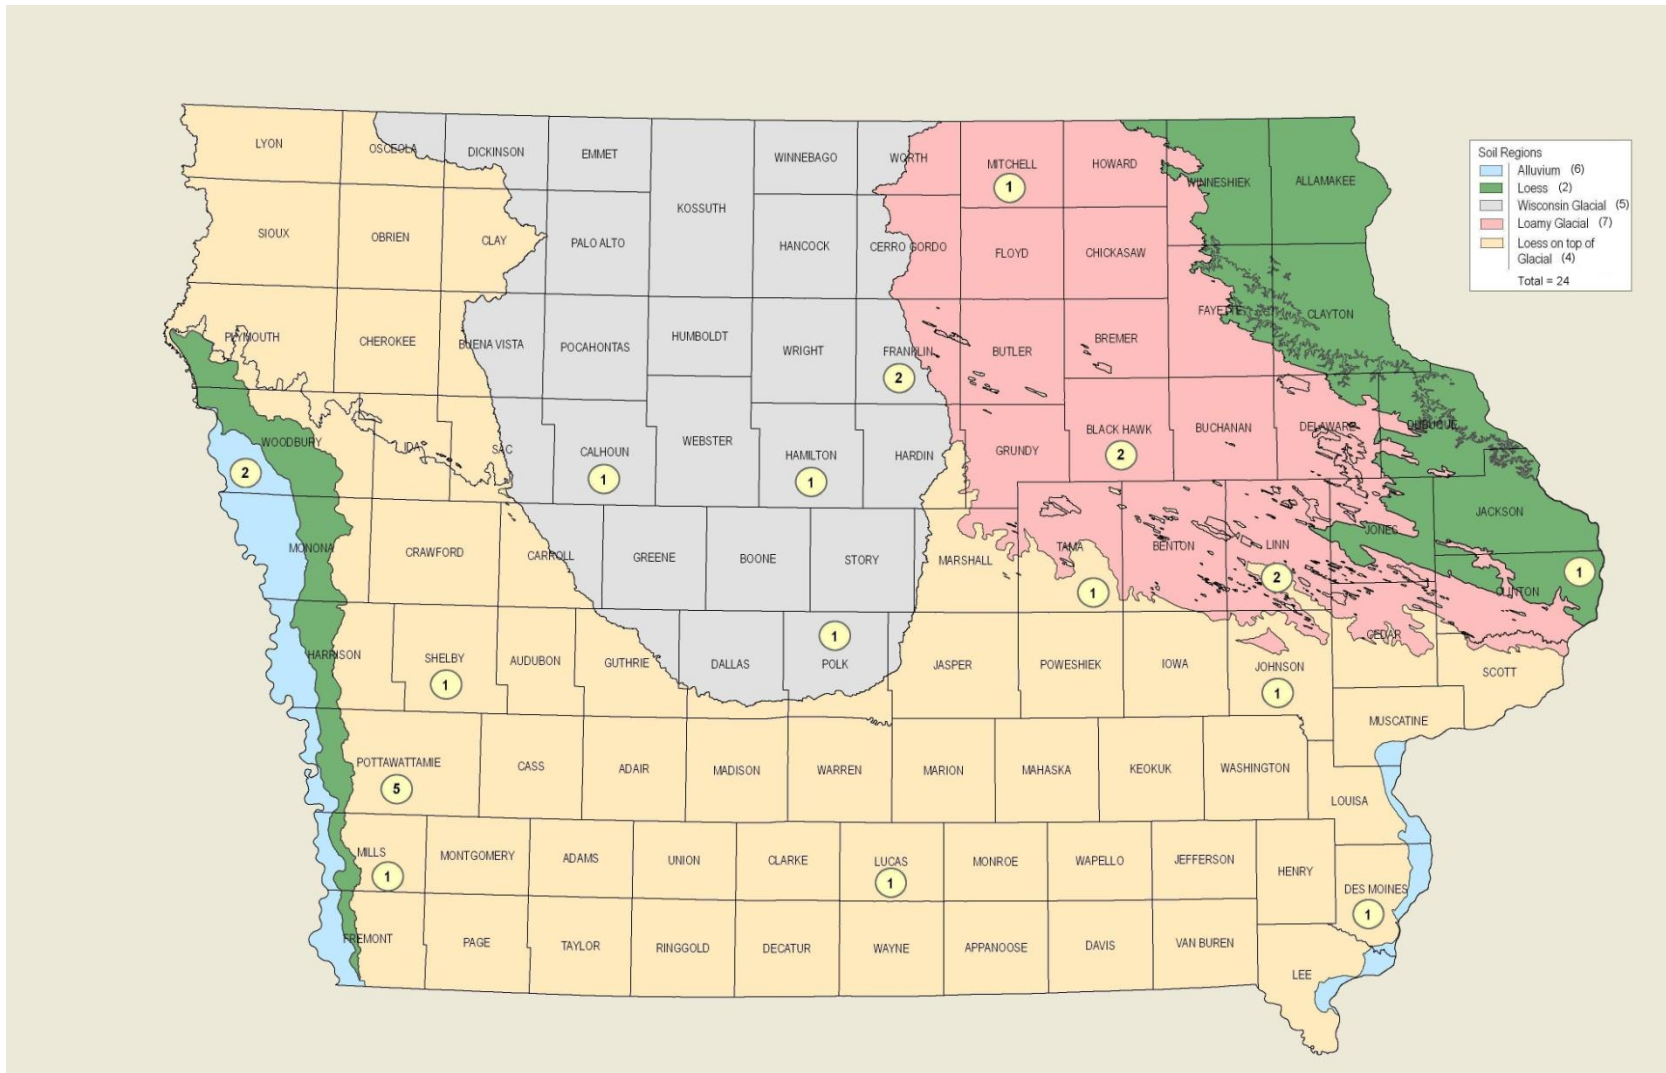 LYON
OSCEOLA
DICKINSON
EMMET
WINNEBAGO
WORTH
MITCHELL
1
HOWARD
WINNESHIEK
ALLAMAKEE
Soil Regions
Alluvium (6)
Loess (2)
Wisconsin Glacial (5)
Loamy Glacial (7)
Loess on top of
Glacial (4)
Total = 24
SIOUX
OBRIEN
CLAY
PALO ALTO
KOSSUTH
HANCOCK
CERRO GORDO
FLOYD
CHICKASAW
PLYMOUTH
CHEROKEE
BUENA VISTA
POCAHONTAS
HUMBOLDT
WRIGHT
FRANKLIN
2
BUTLER
BREMER
FAYETTE
CLAYTON
WOODBURY
2
IDA
SAC
CALHOUN
1
WEBSTER
HAMILTON
1
HARDIN
GRUNDY
BLACK HAWK
2
BUCHANAN
DELAWARE
DUBUQUE
MONONA
CRAWFORD
CARROLL
GREENE
BOONE
STORY
MARSHALL
TAMA
1
BENTON
LINN
2
JONES
JACKSON
CLINTON
1
HARRISON
SHELBY
1
AUDUBON
GUTHRIE
DALLAS
1
POLK
JASPER
POWESHIEK
IOWA
JOHNSON
1
CEDAR
SCOTT
MUSCATINE
POTTAWATTAMIE
5
CASS
ADAIR
MADISON
WARREN
MARION
MAHASKA
KEOKUK
WASHINGTON
LOUISA
MILLS
1
MONTGOMERY
ADAMS
UNION
CLARKE
LUCAS
1
MONROE
WAPELLO
JEFFERSON
HENRY
DES MOINES
1
FREMONT
PAGE
TAYLOR
RINGGOLD
DECATUR
WAYNE
APPANOOSE
DAVIS
VAN BUREN
LEE